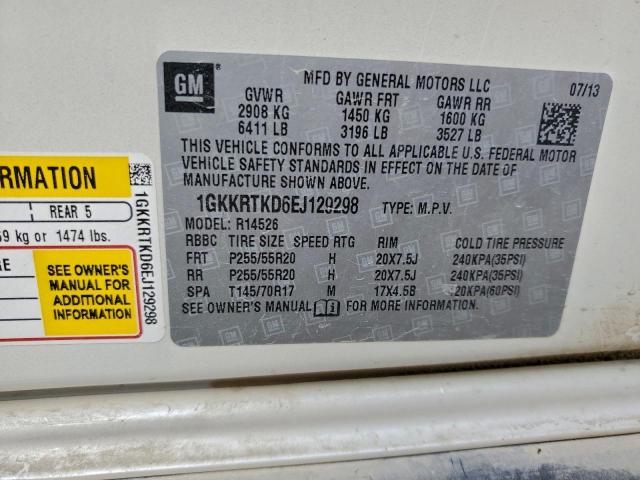 GM
MFD BY GENERAL MOTORS LLC 07/13
GVWR GAWR FRT GAWR RR
2908 KG 1450 KG 1600 KG
6411 LB 3196 LB 3527 LB
THIS VEHICLE CONFORMS TO ALL APPLICABLE U.S. FEDERAL MOTOR
VEHICLE SAFETY STANDARDS IN EFFECT ON THE DATE OF
MANUFACTURE SHOWN ABOVE.
1GKKRTKD6EJ129298 TYPE: M.P.V.
MODEL: R14526
RBBC TIRE SIZE SPEED RTG RIM COLD TIRE PRESSURE
FRT P255/55R20 H 20X7.5J 240KPA(35PSI)
RR P255/55R20 H 20X7.5J 240KPA(35PSI)
SPA T145/70R17 M 17X4.5B 420KPA(60PSI)
SEE OWNER'S MANUAL FOR MORE INFORMATION.
ORMATION
REAR 5
69 kg or 1474 lbs.
RE
SEE OWNER'S
MANUAL FOR
ADDITIONAL
INFORMATION
1GKKRTKD6EJ129298